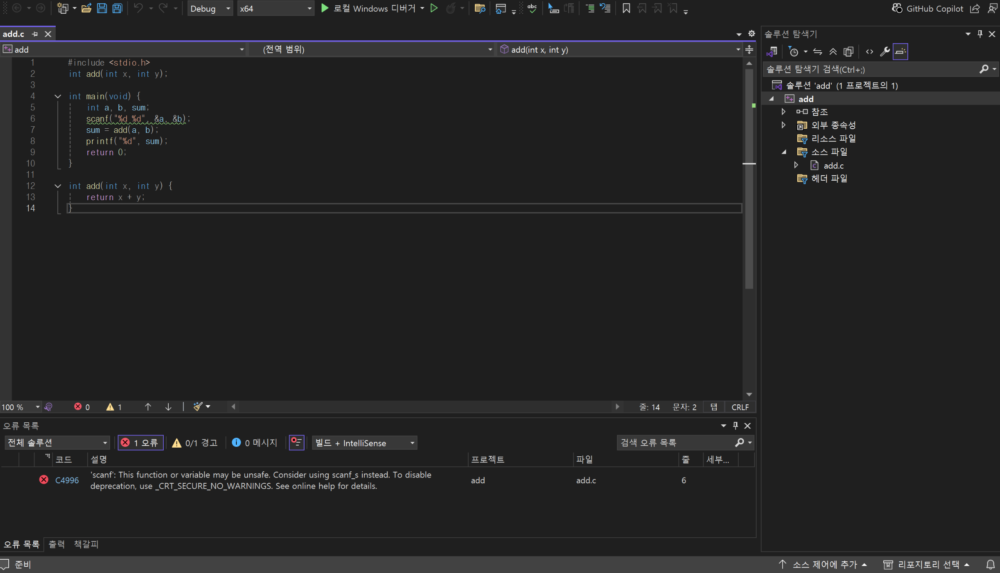 Debug
x64
로컬 Windows 디버거
abc
GitHub Copilot
add.c
add
(전역 범위)
add(int x, int y)
1 #include <stdio.h>
2 int add(int x, int y);
3
4 int main(void) {
5 int a, b, sum;
6 scanf("%d %d", &a, &b);
7 sum = add(a, b);
8 printf("%d", sum);
9 return 0;
10 }
11
12 int add(int x, int y) {
13 return x + y;
14 }
100 %
0
1
줄: 14
문자: 2
탭
CRLF
오류 목록
전체 솔루션
1 오류
0/1 경고
0 메시지
빌드 + IntelliSense
검색 오류 목록
코드
설명
프로젝트
파일
줄
세부...
C4996
'scanf': This function or variable may be unsafe. Consider using scanf_s instead. To disable
deprecation, use _CRT_SECURE_NO_WARNINGS. See online help for details.
add
add.c
6
오류 목록
출력
책갈피
솔루션 탐색기
솔루션 탐색기 검색(Ctrl+;)
솔루션 'add' (1 프로젝트의 1)
add
참조
외부 종속성
리소스 파일
소스 파일
add.c
헤더 파일
준비
소스 제어에 추가
리포지토리 선택